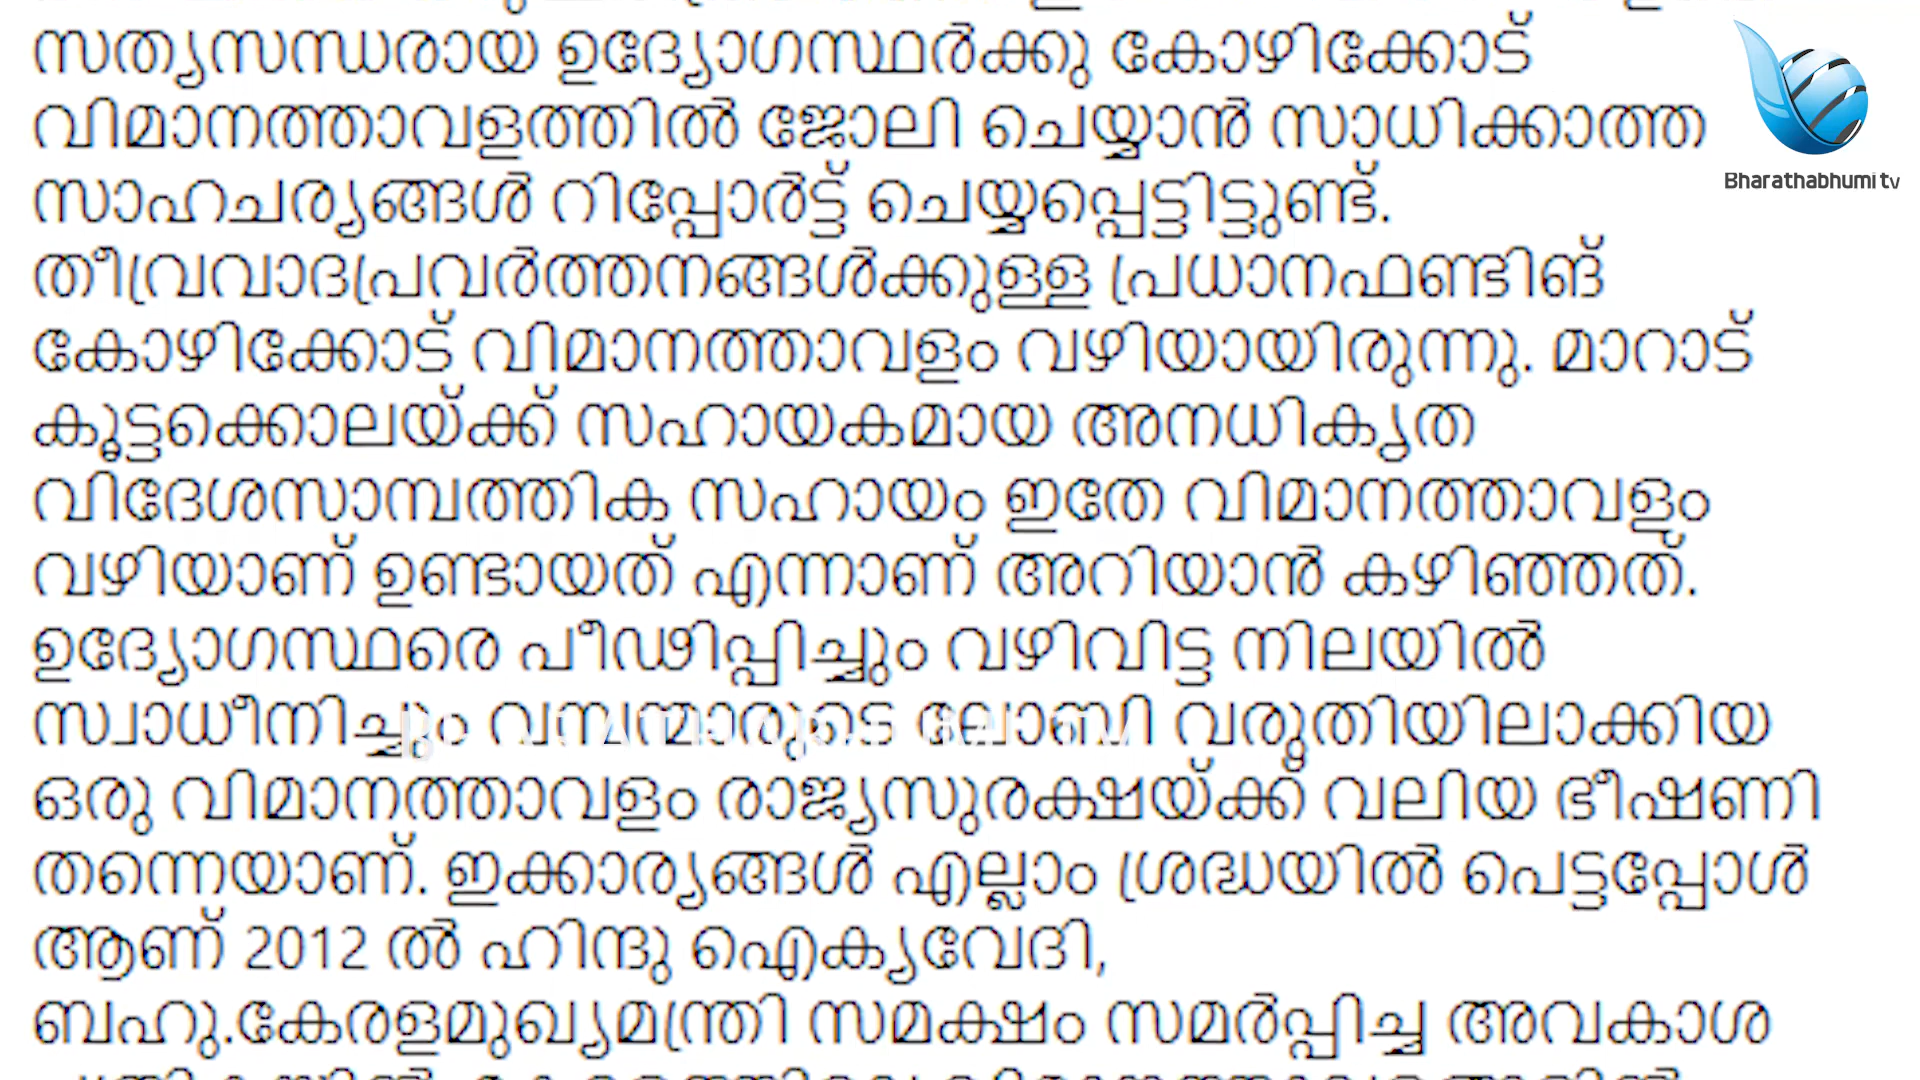 സത്യസന്ധരായ ഉദ്യോഗസ്ഥർക്കു കോഴിക്കോട്
വിമാനത്താവളത്തിൽ ജോലി ചെയ്യാൻ സാധിക്കാത്ത
സാഹചര്യങ്ങൾ റിപ്പോർട്ട് ചെയ്യപ്പെട്ടിട്ടുണ്ട്.
തീവ്രവാദപ്രവർത്തനങ്ങൾക്കുള്ള പ്രധാനഫണ്ടിങ്
കോഴിക്കോട് വിമാനത്താവളം വഴിയായിരുന്നു. മാറാട്
കൂട്ടക്കൊലയ്ക്ക് സഹായകമായ അനധികൃത
വിദേശസാമ്പത്തിക സഹായം ഇതേ വിമാനത്താവളം
വഴിയാണ് ഉണ്ടായത് എന്നാണ് അറിയാൻ കഴിഞ്ഞത്.
ഉദ്യോഗസ്ഥരെ പീഢിപ്പിച്ചും വഴിവിട്ട നിലയിൽ
സ്വാധീനിച്ചും വമ്പന്മാരുടെ ലോബി വരുതിയിലാക്കിയ
ഒരു വിമാനത്താവളം രാജ്യസുരക്ഷയ്ക്ക് വലിയ ഭീഷണി
തന്നെയാണ്. ഇക്കാര്യങ്ങൾ എല്ലാം ശ്രദ്ധയിൽ പെട്ടപ്പോൾ
ആണ് 2012 ൽ ഹിന്ദു ഐക്യവേദി,
ബഹു.കേരളമുഖ്യമന്ത്രി സമക്ഷം സമർപ്പിച്ച അവകാശ
Bharathabhumi tv